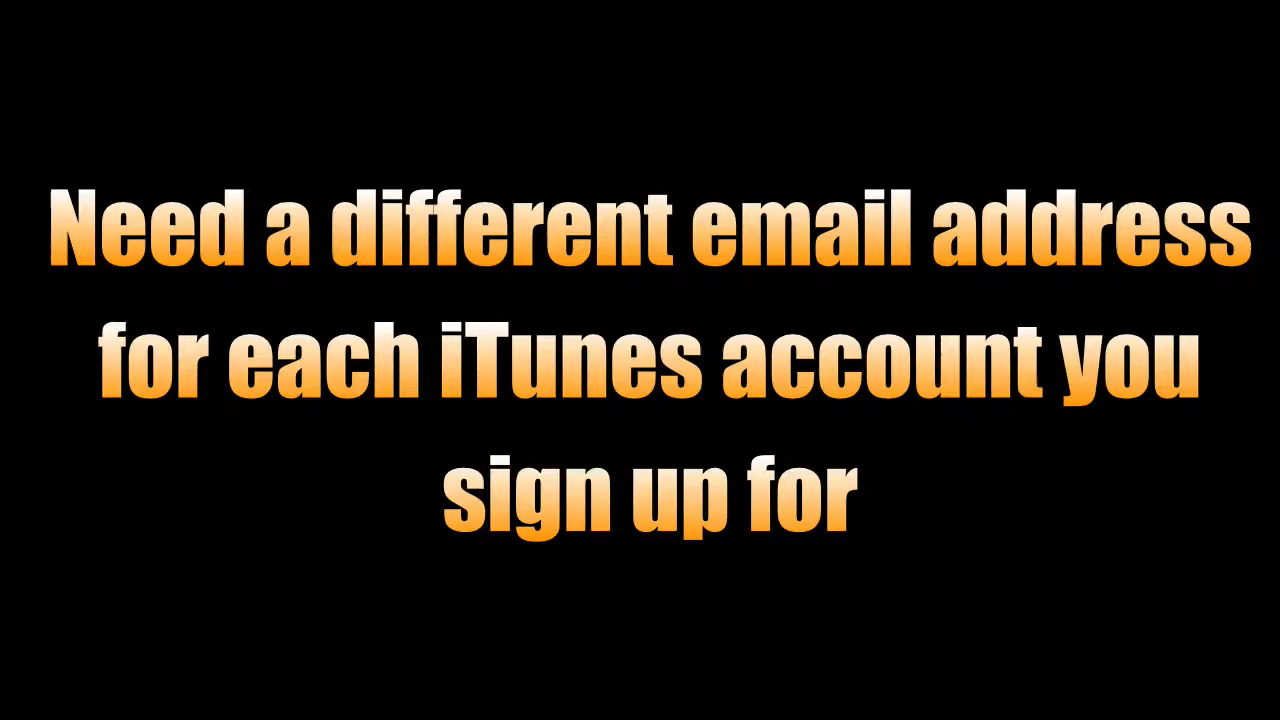 Need a different email address
for each iTunes account you
sign up for